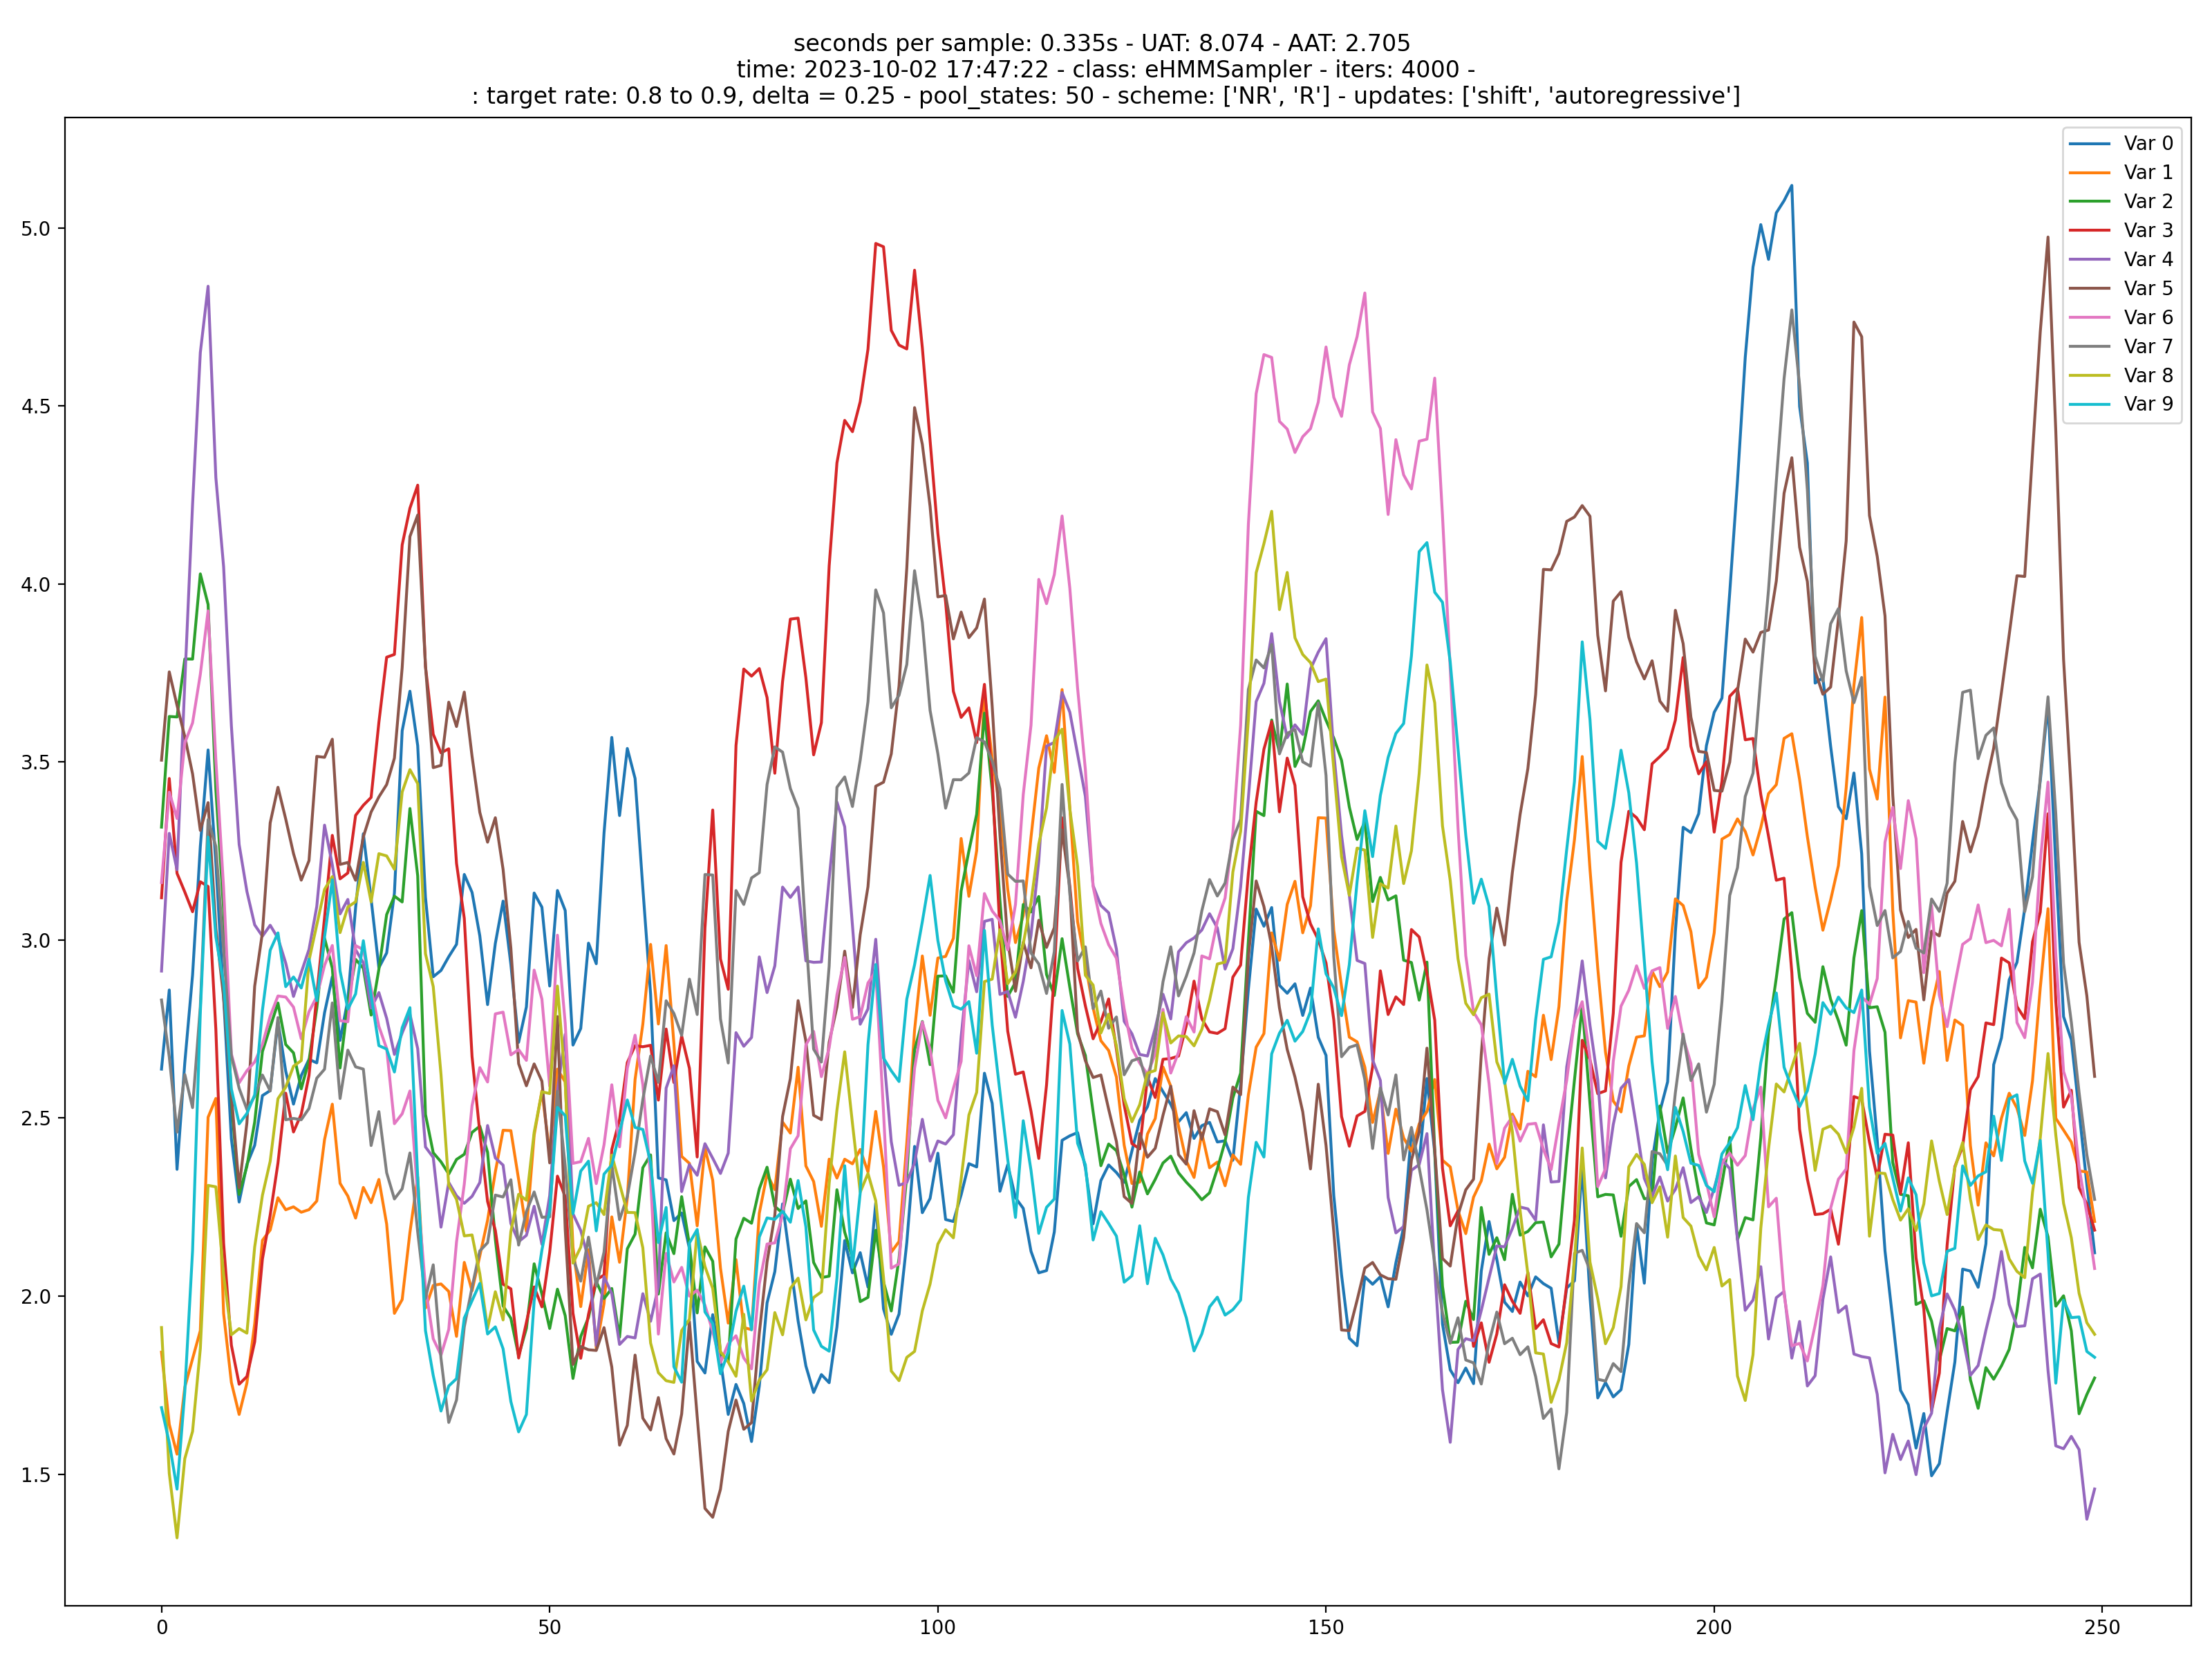 seconds per sample: 0.335s - UAT: 8.074 - AAT: 2.705
time: 2023-10-02 17:47:22 - class: eHMMSampler - iters: 4000 -
: target rate: 0.8 to 0.9, delta = 0.25 - pool_states: 50 - scheme: ['NR', 'R'] - updates: ['shift', 'autoregressive']
Var 0
Var 1
Var 2
Var 3
Var 4
Var 5
Var 6
Var 7
Var 8
Var 9
5.0
4.5
4.0
3.5
3.0
2.5
2.0
1.5
0 50 100 150 200 250